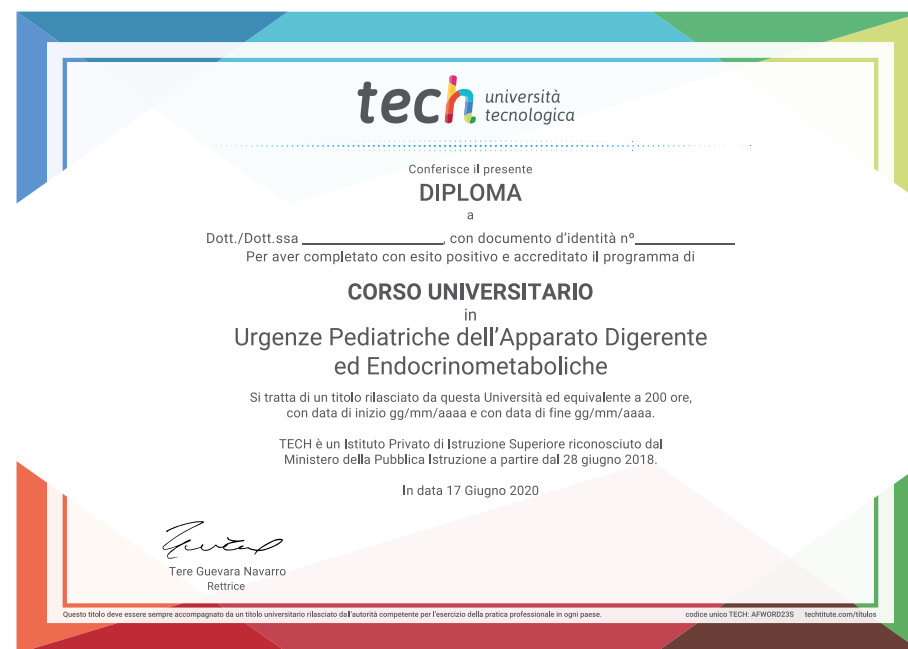 tech università
tecnologica
Conferisce il presente
DIPLOMA
a
Dott./Dott.ssa ____________________, con documento d'identità nº______________
Per aver completato con esito positivo e accreditato il programma di
CORSO UNIVERSITARIO
in
Urgenze Pediatriche dell'Apparato Digerente
ed Endocrinometaboliche
Si tratta di un titolo rilasciato da questa Università ed equivalente a 200 ore,
con data di inizio gg/mm/aaaa e con data di fine gg/mm/aaaa.
TECH è un Istituto Privato di Istruzione Superiore riconosciuto dal
Ministero della Pubblica Istruzione a partire dal 28 giugno 2018.
In data 17 Giugno 2020
Tere Guevara Navarro
Rettrice
Questo titolo deve essere sempre accompagnato da un titolo universitario rilasciato dall'autorità competente per l'esercizio della pratica professionale in ogni paese. codice unico TECH: AFWORD23S techtitute.com/titulos